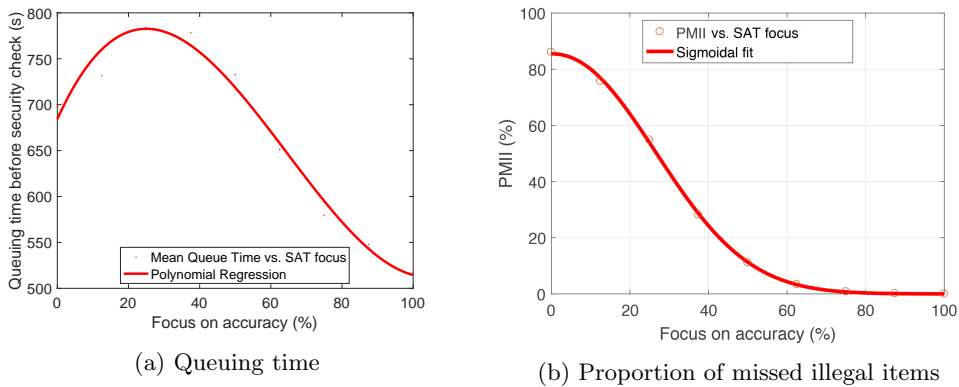 800
750
700
650
600
550
500
Queuing time before security check (s)
Mean Queue Time vs. SAT focus
Polynomial Regression
0 20 40 60 80 100
Focus on accuracy (%)
(a) Queuing time
100
80
60
40
20
0
PMII (%)
PMII vs. SAT focus
Sigmoidal fit
0 20 40 60 80 100
Focus on accuracy (%)
(b) Proportion of missed illegal items